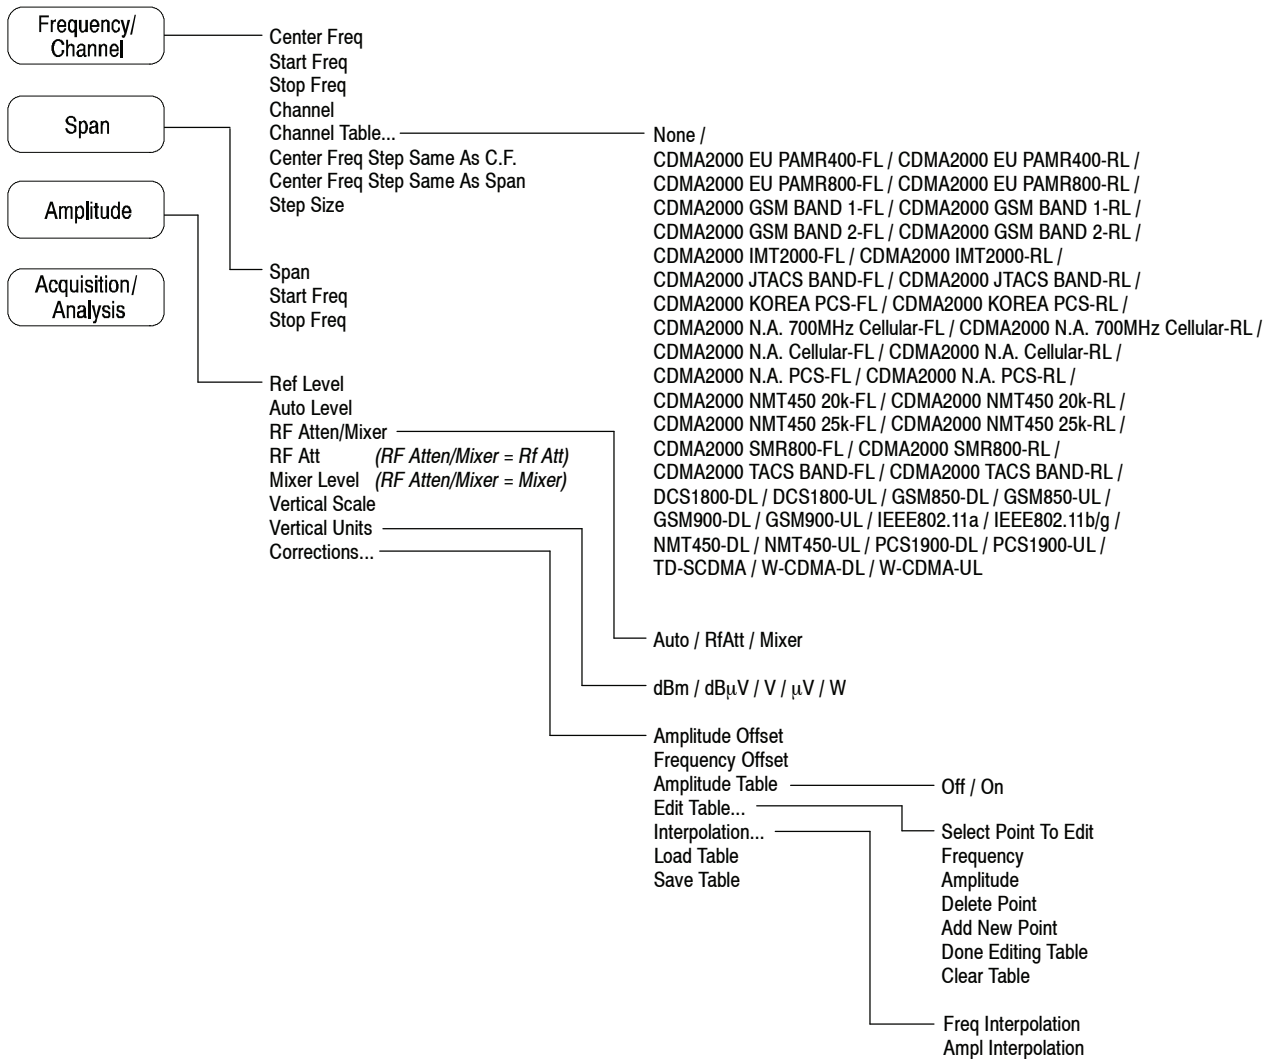 Frequency/
Channel
Span
Amplitude
Acquisition/
Analysis
Center Freq
Start Freq
Stop Freq
Channel
Channel Table...
Center Freq Step Same As C.F.
Center Freq Step Same As Span
Step Size
Span
Start Freq
Stop Freq
Ref Level
Auto Level
RF Atten/Mixer
RF Att (RF Atten/Mixer = Rf Att)
Mixer Level (RF Atten/Mixer = Mixer)
Vertical Scale
Vertical Units
Corrections...
None /
CDMA2000 EU PAMR400-FL / CDMA2000 EU PAMR400-RL /
CDMA2000 EU PAMR800-FL / CDMA2000 EU PAMR800-RL /
CDMA2000 GSM BAND 1-FL / CDMA2000 GSM BAND 1-RL /
CDMA2000 GSM BAND 2-FL / CDMA2000 GSM BAND 2-RL /
CDMA2000 IMT2000-FL / CDMA2000 IMT2000-RL /
CDMA2000 JTACS BAND-FL / CDMA2000 JTACS BAND-RL /
CDMA2000 KOREA PCS-FL / CDMA2000 KOREA PCS-RL /
CDMA2000 N.A. 700MHz Cellular-FL / CDMA2000 N.A. 700MHz Cellular-RL /
CDMA2000 N.A. Cellular-FL / CDMA2000 N.A. Cellular-RL /
CDMA2000 N.A. PCS-FL / CDMA2000 N.A. PCS-RL /
CDMA2000 NMT450 20k-FL / CDMA2000 NMT450 20k-RL /
CDMA2000 NMT450 25k-FL / CDMA2000 NMT450 25k-RL /
CDMA2000 SMR800-FL / CDMA2000 SMR800-RL /
CDMA2000 TACS BAND-FL / CDMA2000 TACS BAND-RL /
DCS1800-DL / DCS1800-UL / GSM850-DL / GSM850-UL /
GSM900-DL / GSM900-UL / IEEE802.11a / IEEE802.11b/g /
NMT450-DL / NMT450-UL / PCS1900-DL / PCS1900-UL /
TD-SCDMA / W-CDMA-DL / W-CDMA-UL
Auto / RfAtt / Mixer
dBm / dBμV / V / μV / W
Amplitude Offset
Frequency Offset
Amplitude Table
Edit Table...
Interpolation...
Load Table
Save Table
Off / On
Select Point To Edit
Frequency
Amplitude
Delete Point
Add New Point
Done Editing Table
Clear Table
Freq Interpolation
Ampl Interpolation